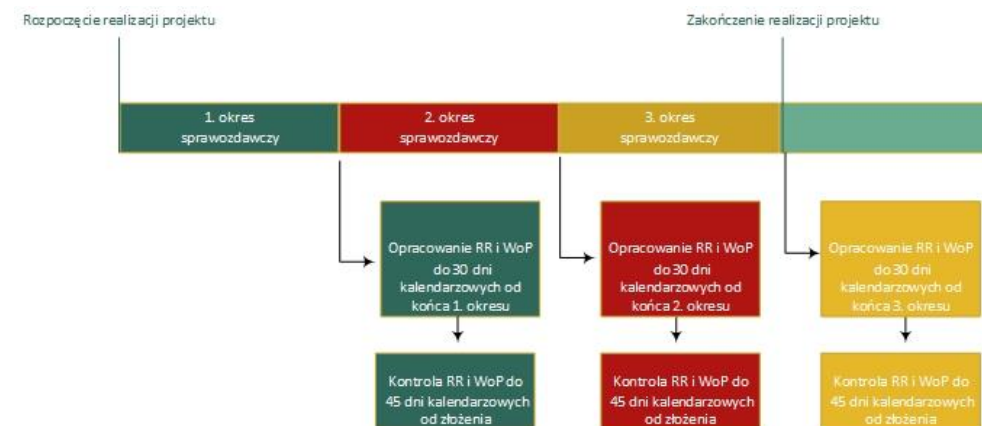 Rozpoczęcie realizacji projektu
Zakończenie realizacji projektu
1. okres
sprawozdawczy
2. okres
sprawozdawczy
3. okres
sprawozdawczy
Opracowanie RR i WoP
do 30 dni
kalendarzowych od
końca 1. okresu
Opracowanie RR i WoP
do 30 dni
kalendarzowych od
końca 2. okresu
Opracowanie RR i WoP
do 30 dni
kalendarzowych od
końca 3. okresu
Kontrola RR i WoP do
45 dni kalendarzowych
od złożenia
Kontrola RR i WoP do
45 dni kalendarzowych
od złożenia
Kontrola RR i WoP do
45 dni kalendarzowych
od złożenia